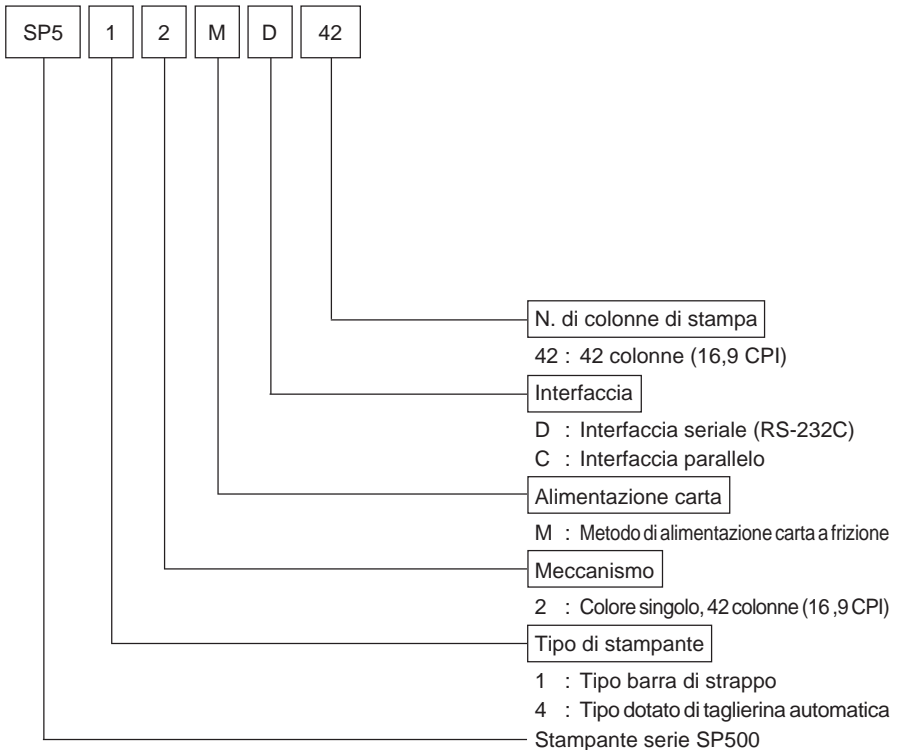 SP5 1 2 M D 42
N. di colonne di stampa
42 : 42 colonne (16,9 CPI)
Interfaccia
D : Interfaccia seriale (RS-232C)
C : Interfaccia parallelo
Alimentazione carta
M : Metodo di alimentazione carta a frizione
Meccanismo
2 : Colore singolo, 42 colonne (16 ,9 CPI)
Tipo di stampante
1 : Tipo barra di strappo
4 : Tipo dotato di taglierina automatica
Stampante serie SP500